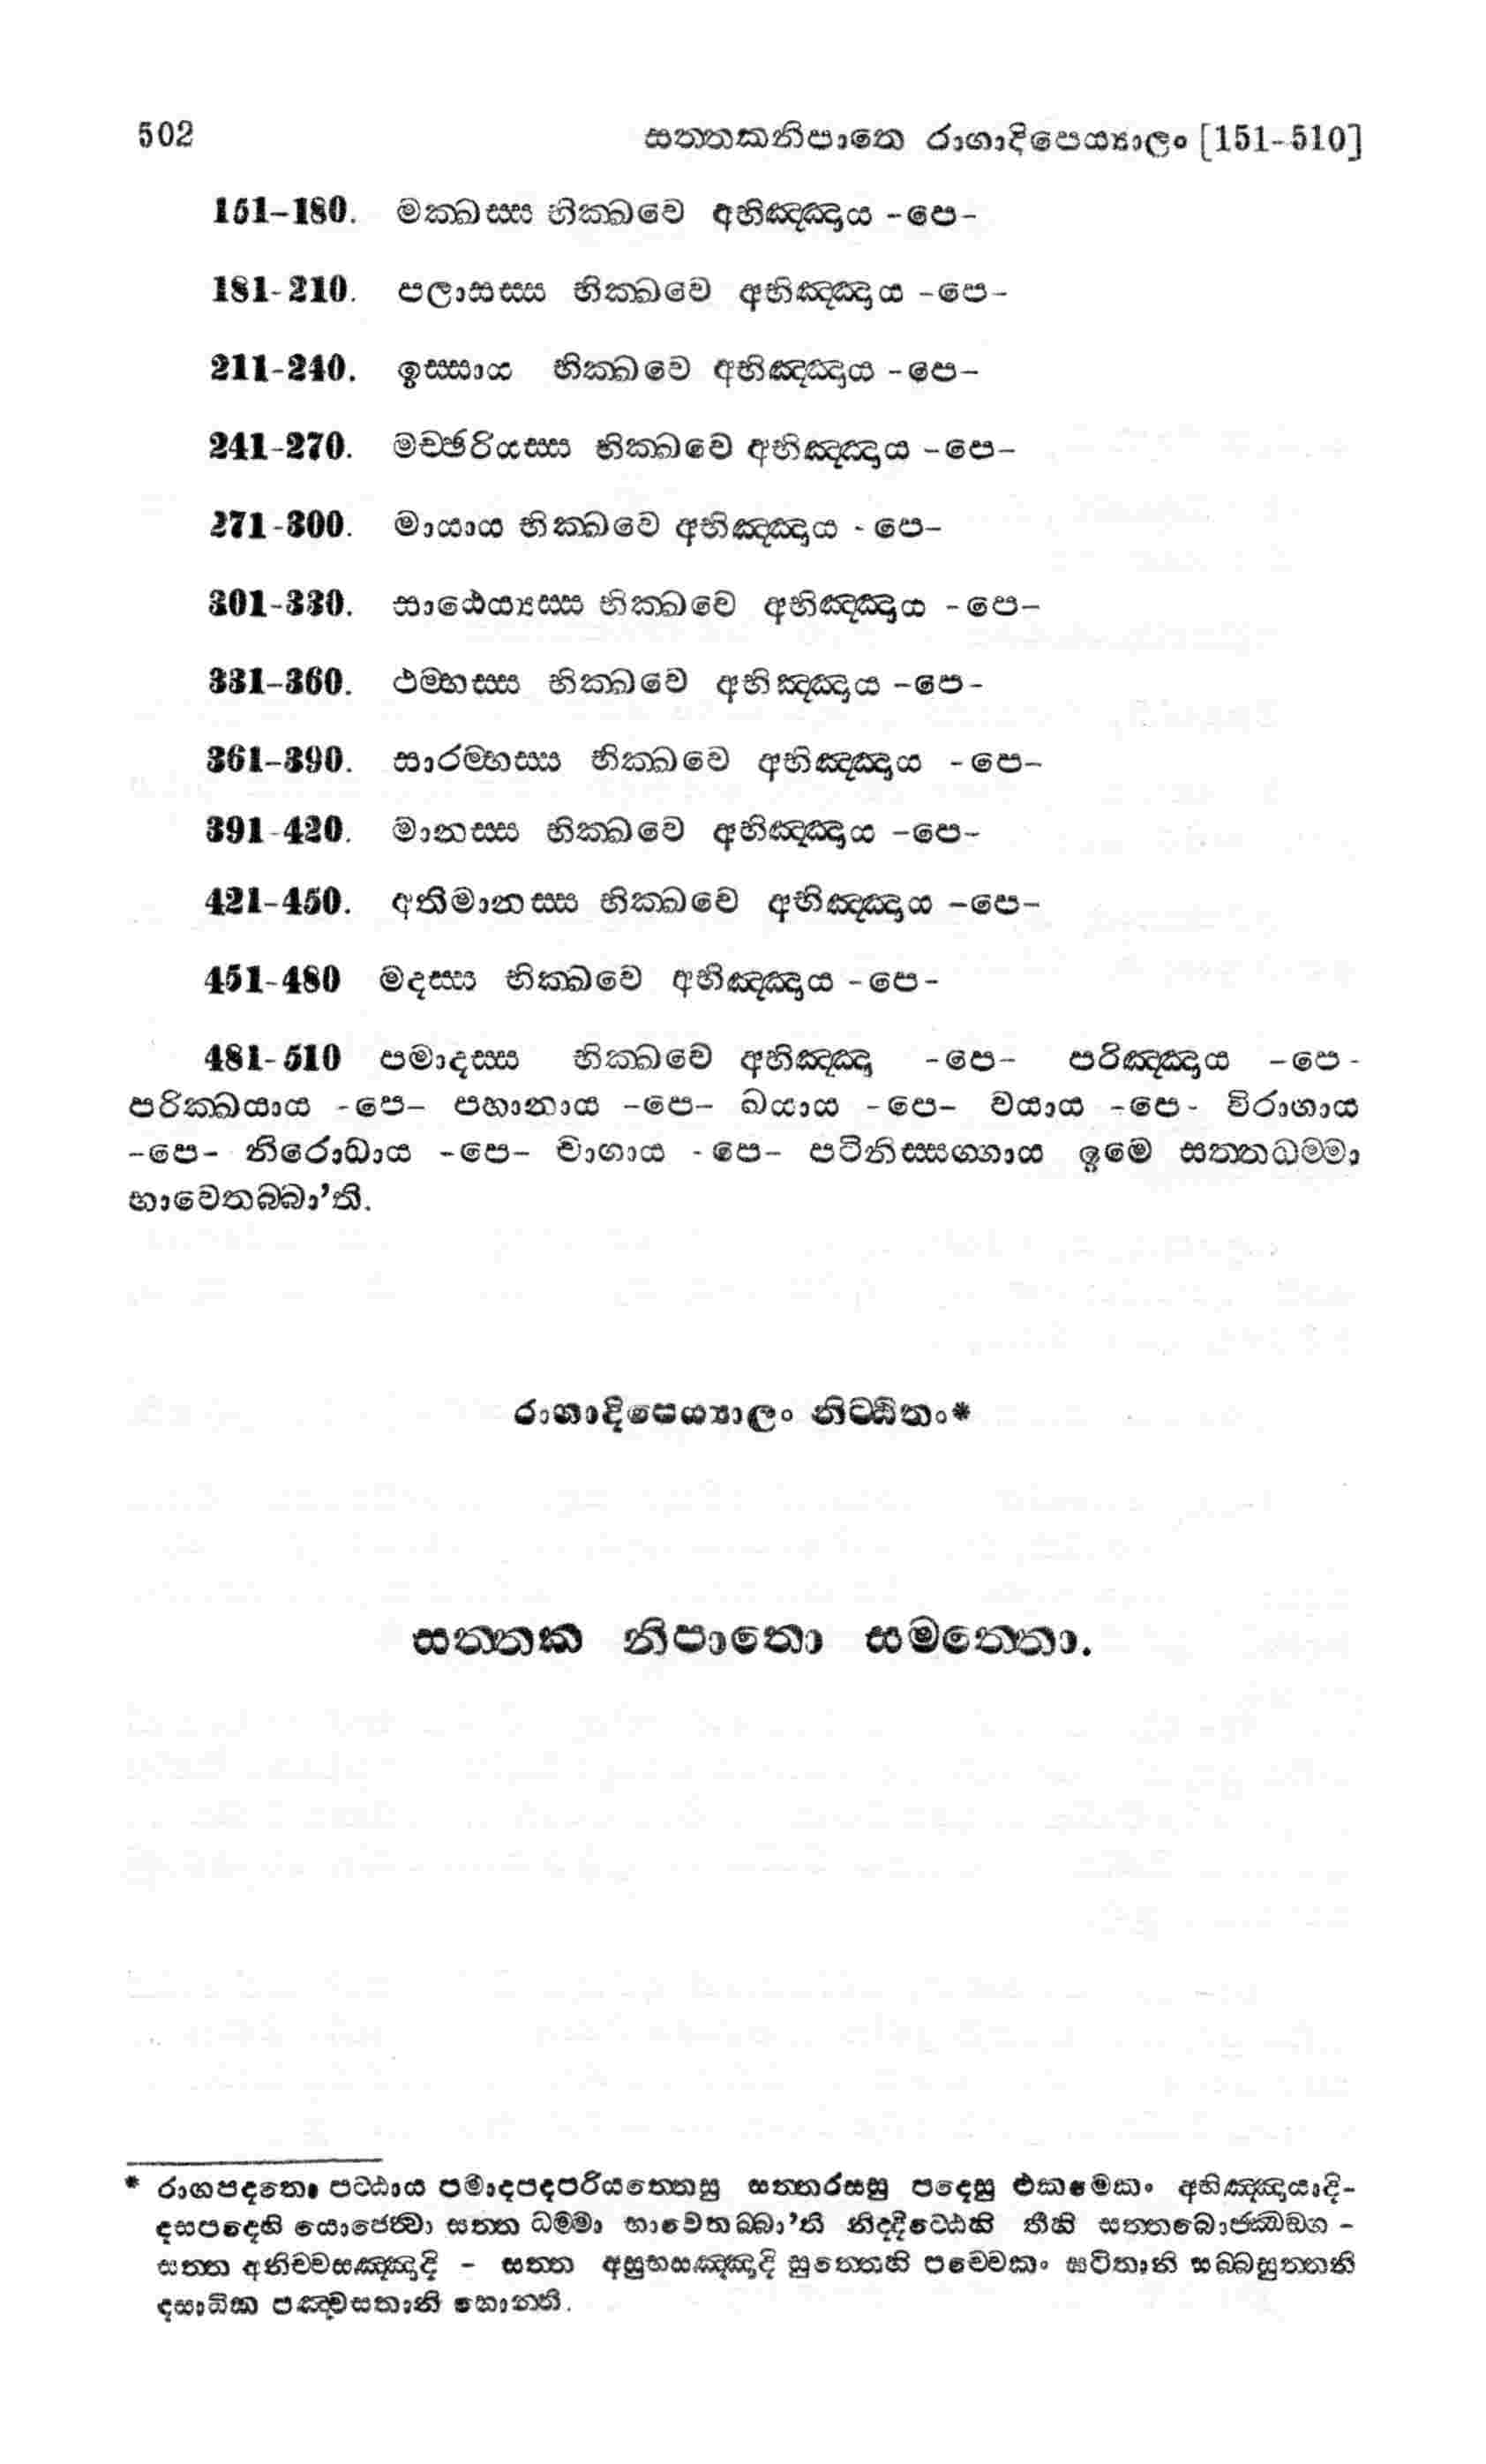 502 සත්තකනිපාතෙ රාගාදිපෙය්‍යාලං [151-510]
151-180. මක්ඛස්ස භික්ඛවෙ අභිඤ්ඤාය -පෙ-
181-210. පලාසස්ස භික්ඛවෙ අභිඤ්ඤාය -පෙ-
211-240. ඉස්සාය භික්ඛවෙ අභිඤ්ඤාය -පෙ-
241-270. මච්ඡරියස්ස භික්ඛවෙ අභිඤ්ඤාය -පෙ-
271-300. මායාය භික්ඛවෙ අභිඤ්ඤාය -පෙ-
301-330. සාඨෙය්‍යස්ස භික්ඛවෙ අභිඤ්ඤාය -පෙ-
331-360. ථම්භස්ස භික්ඛවෙ අභිඤ්ඤාය -පෙ-
361-390. සාරම්භස්ස භික්ඛවෙ අභිඤ්ඤාය -පෙ-
391-420. මානස්ස භික්ඛවෙ අභිඤ්ඤාය -පෙ-
421-450. අතිමානස්ස භික්ඛවෙ අභිඤ්ඤාය -පෙ-
451-480 මදස්ස භික්ඛවෙ අභිඤ්ඤාය -පෙ-
481-510 පමාදස්ස භික්ඛවෙ අභිඤ්ඤා -පෙ- පරිඤ්ඤාය -පෙ-
පරික්ඛයාය -පෙ- පහානාය -පෙ- ඛයාය -පෙ- වයාය -පෙ- විරාගාය
-පෙ- නිරොධාය -පෙ- චාගාය -පෙ- පටිනිස්සග්ගාය ඉමෙ සත්තධම්මා
භාවෙතබ්බා’ති.
රාගාදිපෙය්‍යාලං නිට්ඨිතං*
සත්තක නිපාතො සමත්තො.
* රාගපදතො පට්ඨාය පමාදපදපරියන්තෙසු සත්තරසසු පදෙසු එකමෙකං අභිඤ්ඤායාදි-
දසපදෙහි යොජෙත්‍වා සත්ත ධම්මා භාවෙතබ්බා’ති නිද්දිට්ඨෙහි තීහි සත්තබොජ්ඣඞ්ග -
සත්ත අනිච්චසඤ්ඤාදි - සත්ත අසුභසඤ්ඤාදි සුත්තෙහි පච්චෙකං ඝටිතානි සබ්බසුත්තානි
දසාධික පඤ්චසතානි හොන්ති.